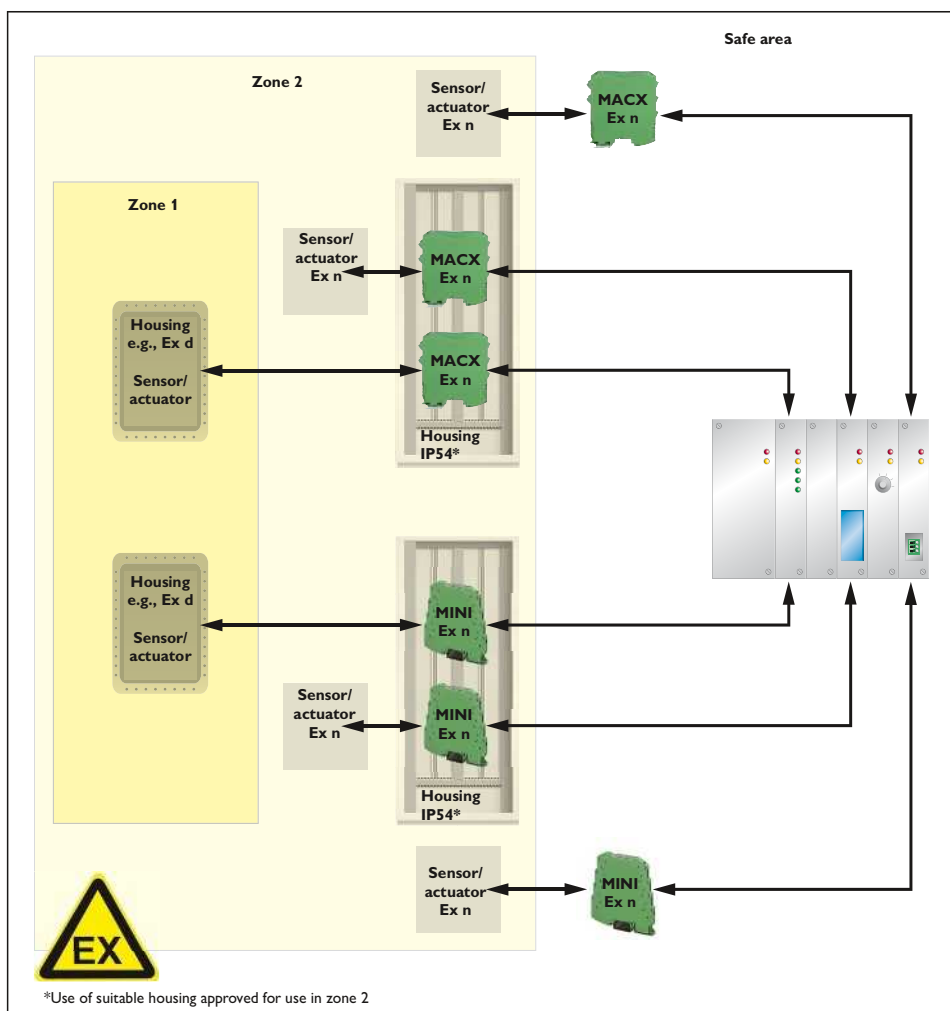 Safe area
Zone 2
Sensor/
actuator
Ex n
MACX
Ex n
Zone 1
Sensor/
actuator
Ex n
MACX
Ex n
Housing
e.g., Ex d
Sensor/
actuator
MACX
Ex n
Housing
IP54*
Housing
e.g., Ex d
Sensor/
actuator
MINI
Ex n
Sensor/
actuator
Ex n
MINI
Ex n
Housing
IP54*
Sensor/
actuator
Ex n
MINI
Ex n
EX
*Use of suitable housing approved for use in zone 2